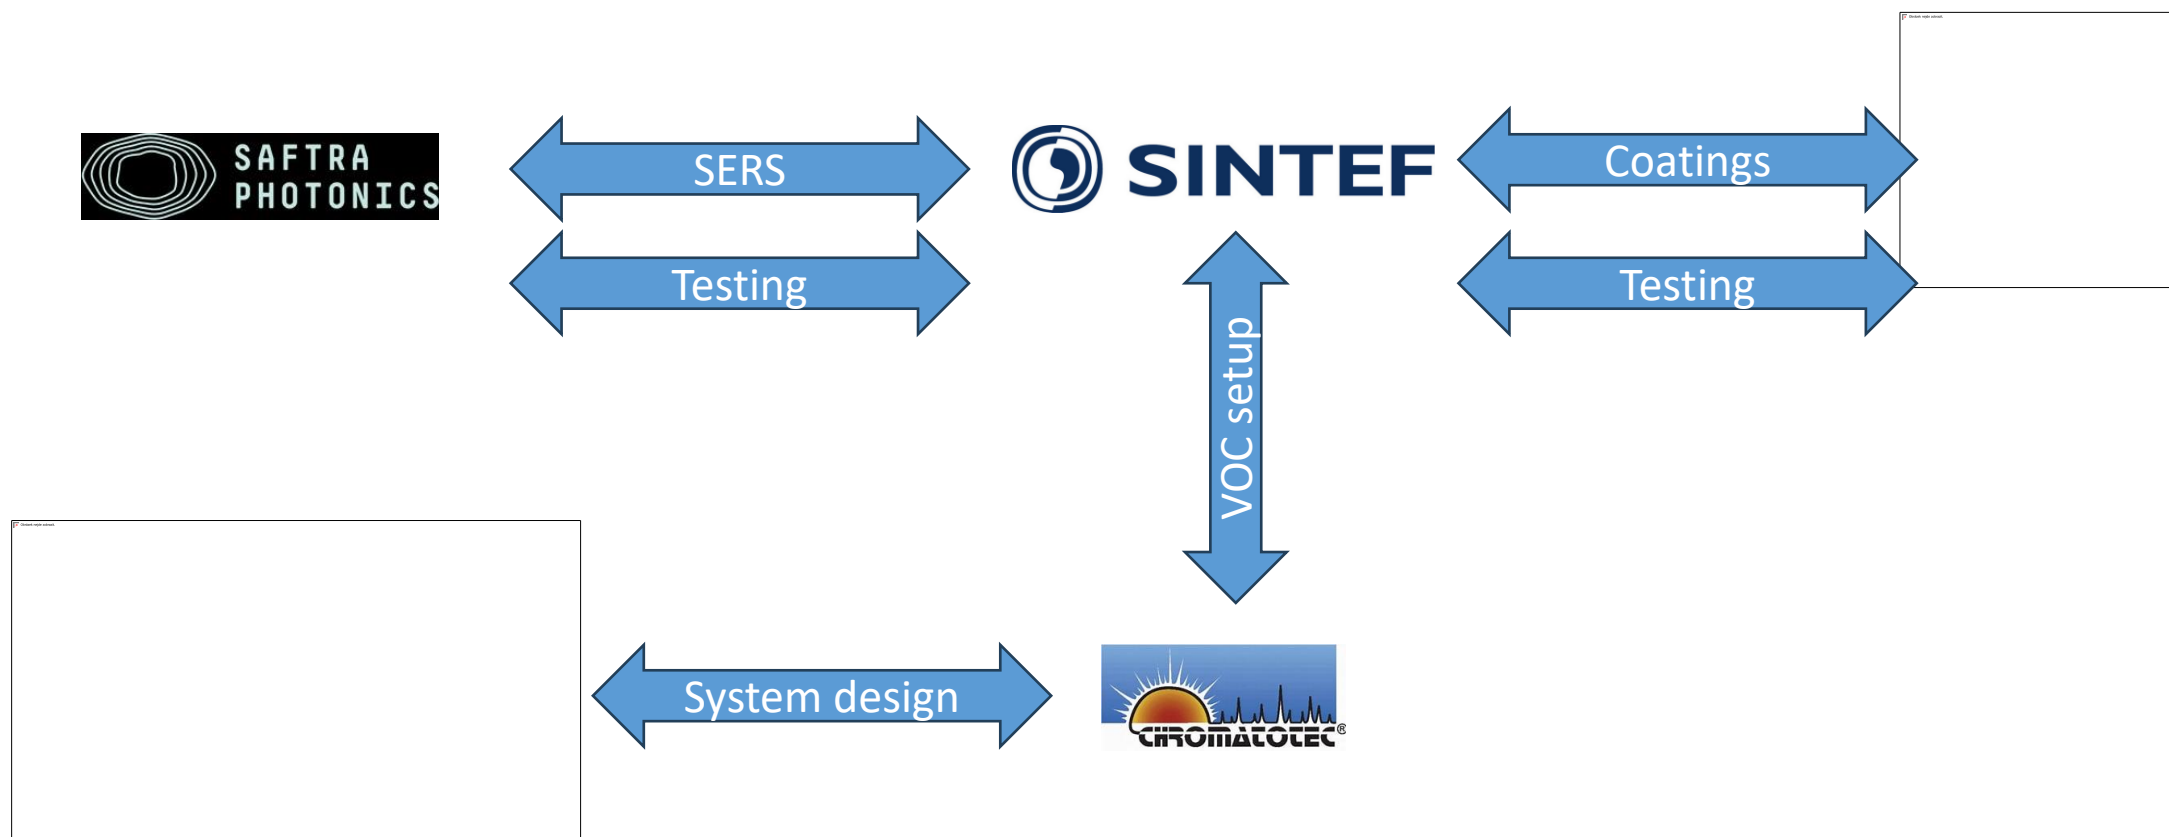 SAFTRA
PHOTONICS
SERS
SINTEF
Coatings
Testing
Testing
VOC setup
System design
CHROMATOTEC®